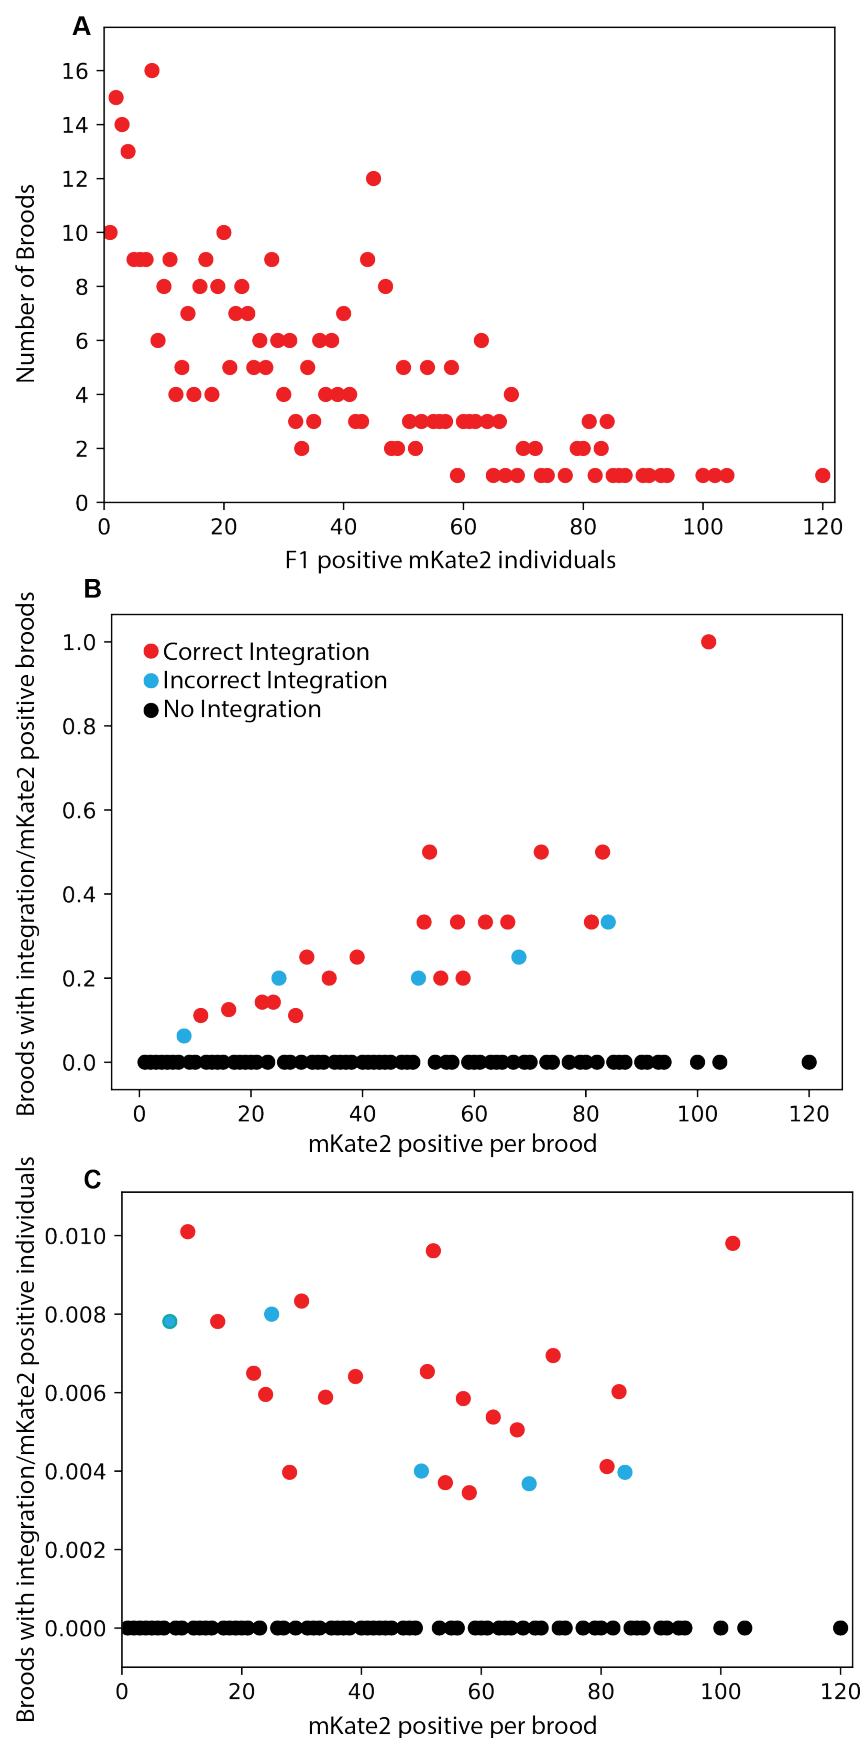 A
Number of Broods
16
14
12
10
8
6
4
2
0
0 20 40 60 80 100 120
F1 positive mKate2 individuals
B
Broods with integration/mKate2 positive broods
1.0
0.8
0.6
0.4
0.2
0.0
Correct Integration
Incorrect Integration
No Integration
0 20 40 60 80 100 120
mKate2 positive per brood
C
Broods with integration/mKate2 positive individuals
0.010
0.008
0.006
0.004
0.002
0.000
0 20 40 60 80 100 120
mKate2 positive per brood